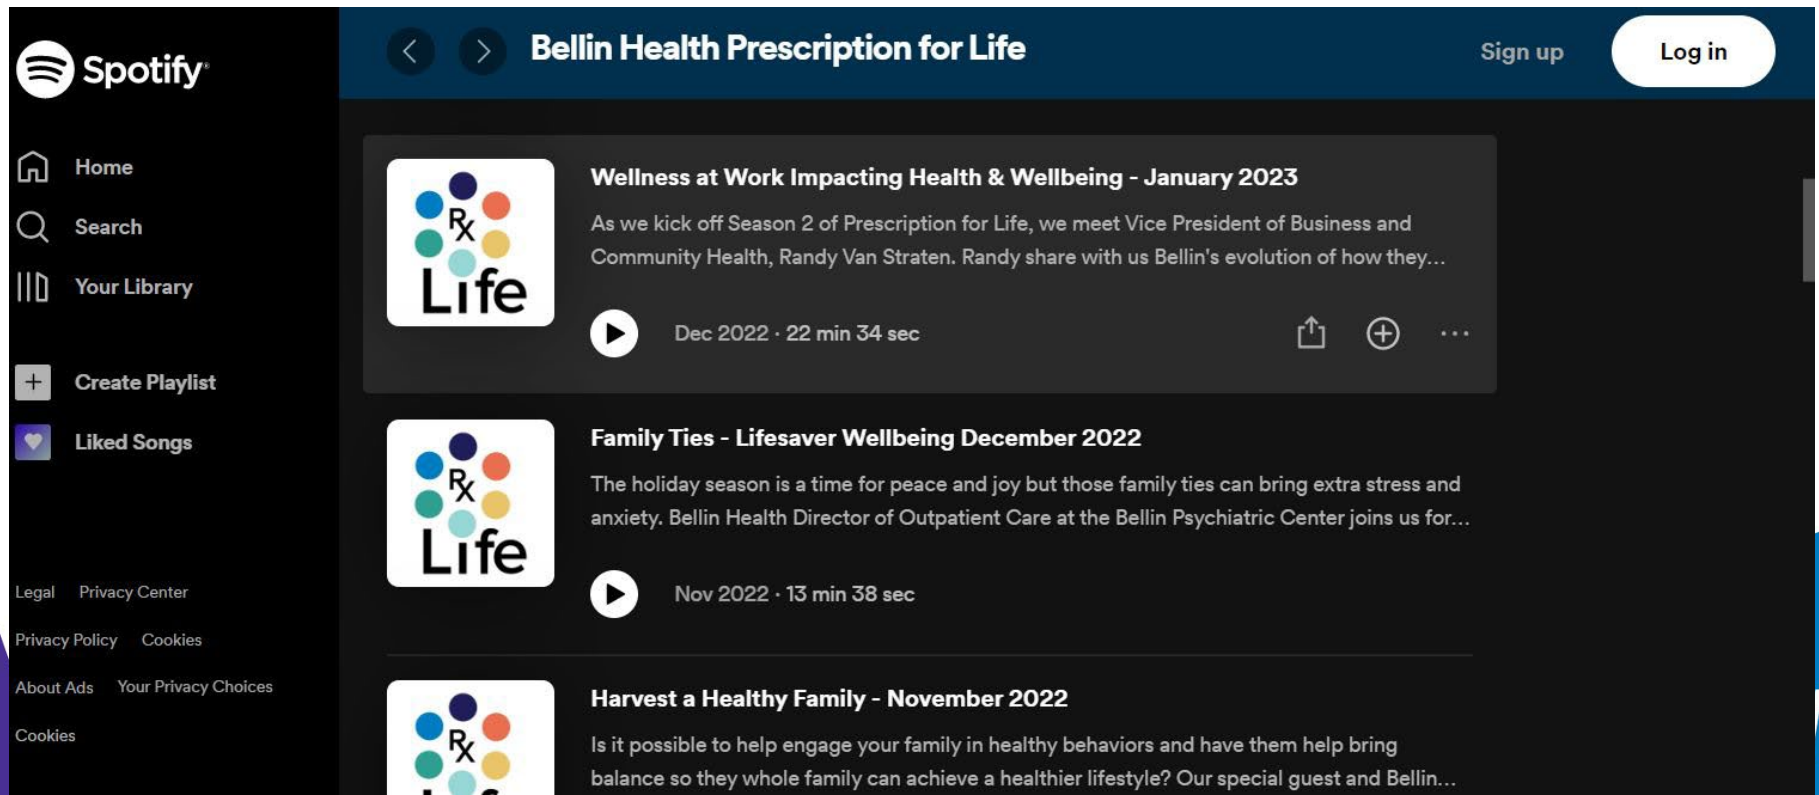 Spotify
Home
Search
Your Library
Create Playlist
Liked Songs
Legal Privacy Center
Privacy Policy Cookies
About Ads Your Privacy Choices
Cookies
Bellin Health Prescription for Life
Sign up
Log in
Rx
Life
Wellness at Work Impacting Health & Wellbeing - January 2023
As we kick off Season 2 of Prescription for Life, we meet Vice President of Business and
Community Health, Randy Van Straten. Randy share with us Bellin's evolution of how they...
Dec 2022 · 22 min 34 sec
Rx
Life
Family Ties - Lifesaver Wellbeing December 2022
The holiday season is a time for peace and joy but those family ties can bring extra stress and
anxiety. Bellin Health Director of Outpatient Care at the Bellin Psychiatric Center joins us for...
Nov 2022 · 13 min 38 sec
Rx
Life
Harvest a Healthy Family - November 2022
Is it possible to help engage your family in healthy behaviors and have them help bring
balance so they whole family can achieve a healthier lifestyle? Our special guest and Bellin...